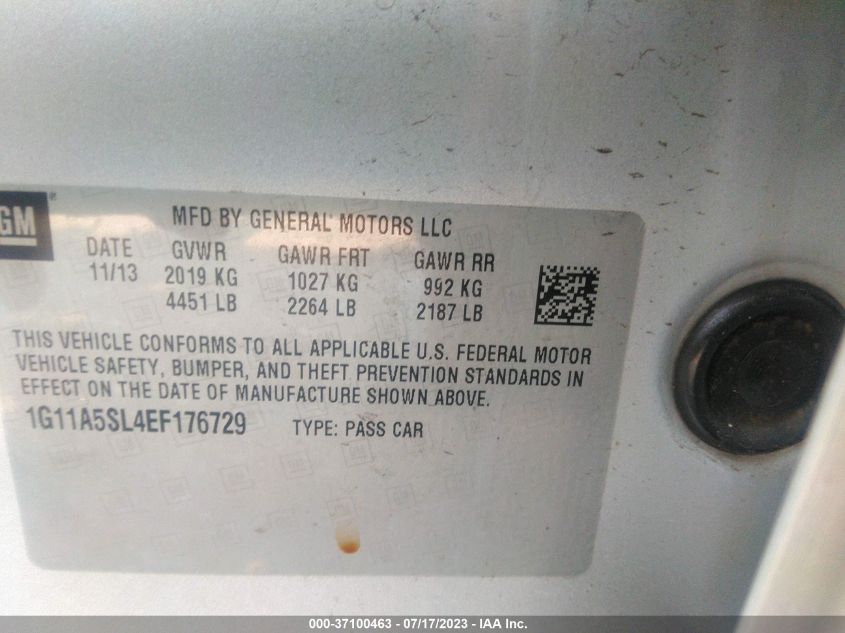 GM
MFD BY GENERAL MOTORS LLC
DATE GVWR GAWR FRT GAWR RR
11/13 2019 KG 1027 KG 992 KG
4451 LB 2264 LB 2187 LB
THIS VEHICLE CONFORMS TO ALL APPLICABLE U.S. FEDERAL MOTOR
VEHICLE SAFETY, BUMPER, AND THEFT PREVENTION STANDARDS IN
EFFECT ON THE DATE OF MANUFACTURE SHOWN ABOVE.
1G11A5SL4EF176729 TYPE: PASS CAR
000-37100463 - 07/17/2023 - IAA Inc.